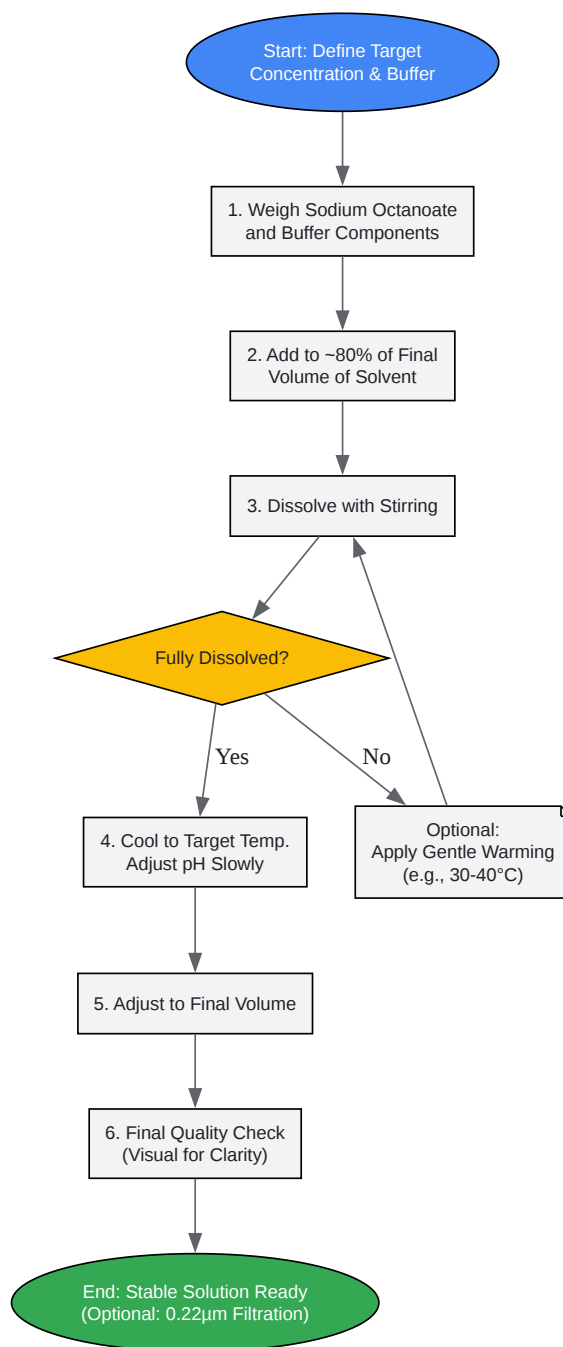 Start: Define Target
Concentration & Buffer
1. Weigh Sodium Octanoate
and Buffer Components
2. Add to ~80% of Final
Volume of Solvent
3. Dissolve with Stirring
Fully Dissolved?
Yes
No
4. Cool to Target Temp.
Adjust pH Slowly
Optional:
Apply Gentle Warming
(e.g., 30-40°C)
5. Adjust to Final Volume
6. Final Quality Check
(Visual for Clarity)
End: Stable Solution Ready
(Optional: 0.22µm Filtration)